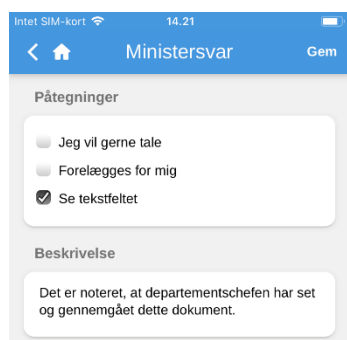 Intet SIM-kort 14.21
Ministersvar Gem
Påtegninger
Jeg vil gerne tale
Forelægges for mig
Se tekstfeltet
Beskrivelse
Det er noteret, at departementschefen har set
og gennemgået dette dokument.